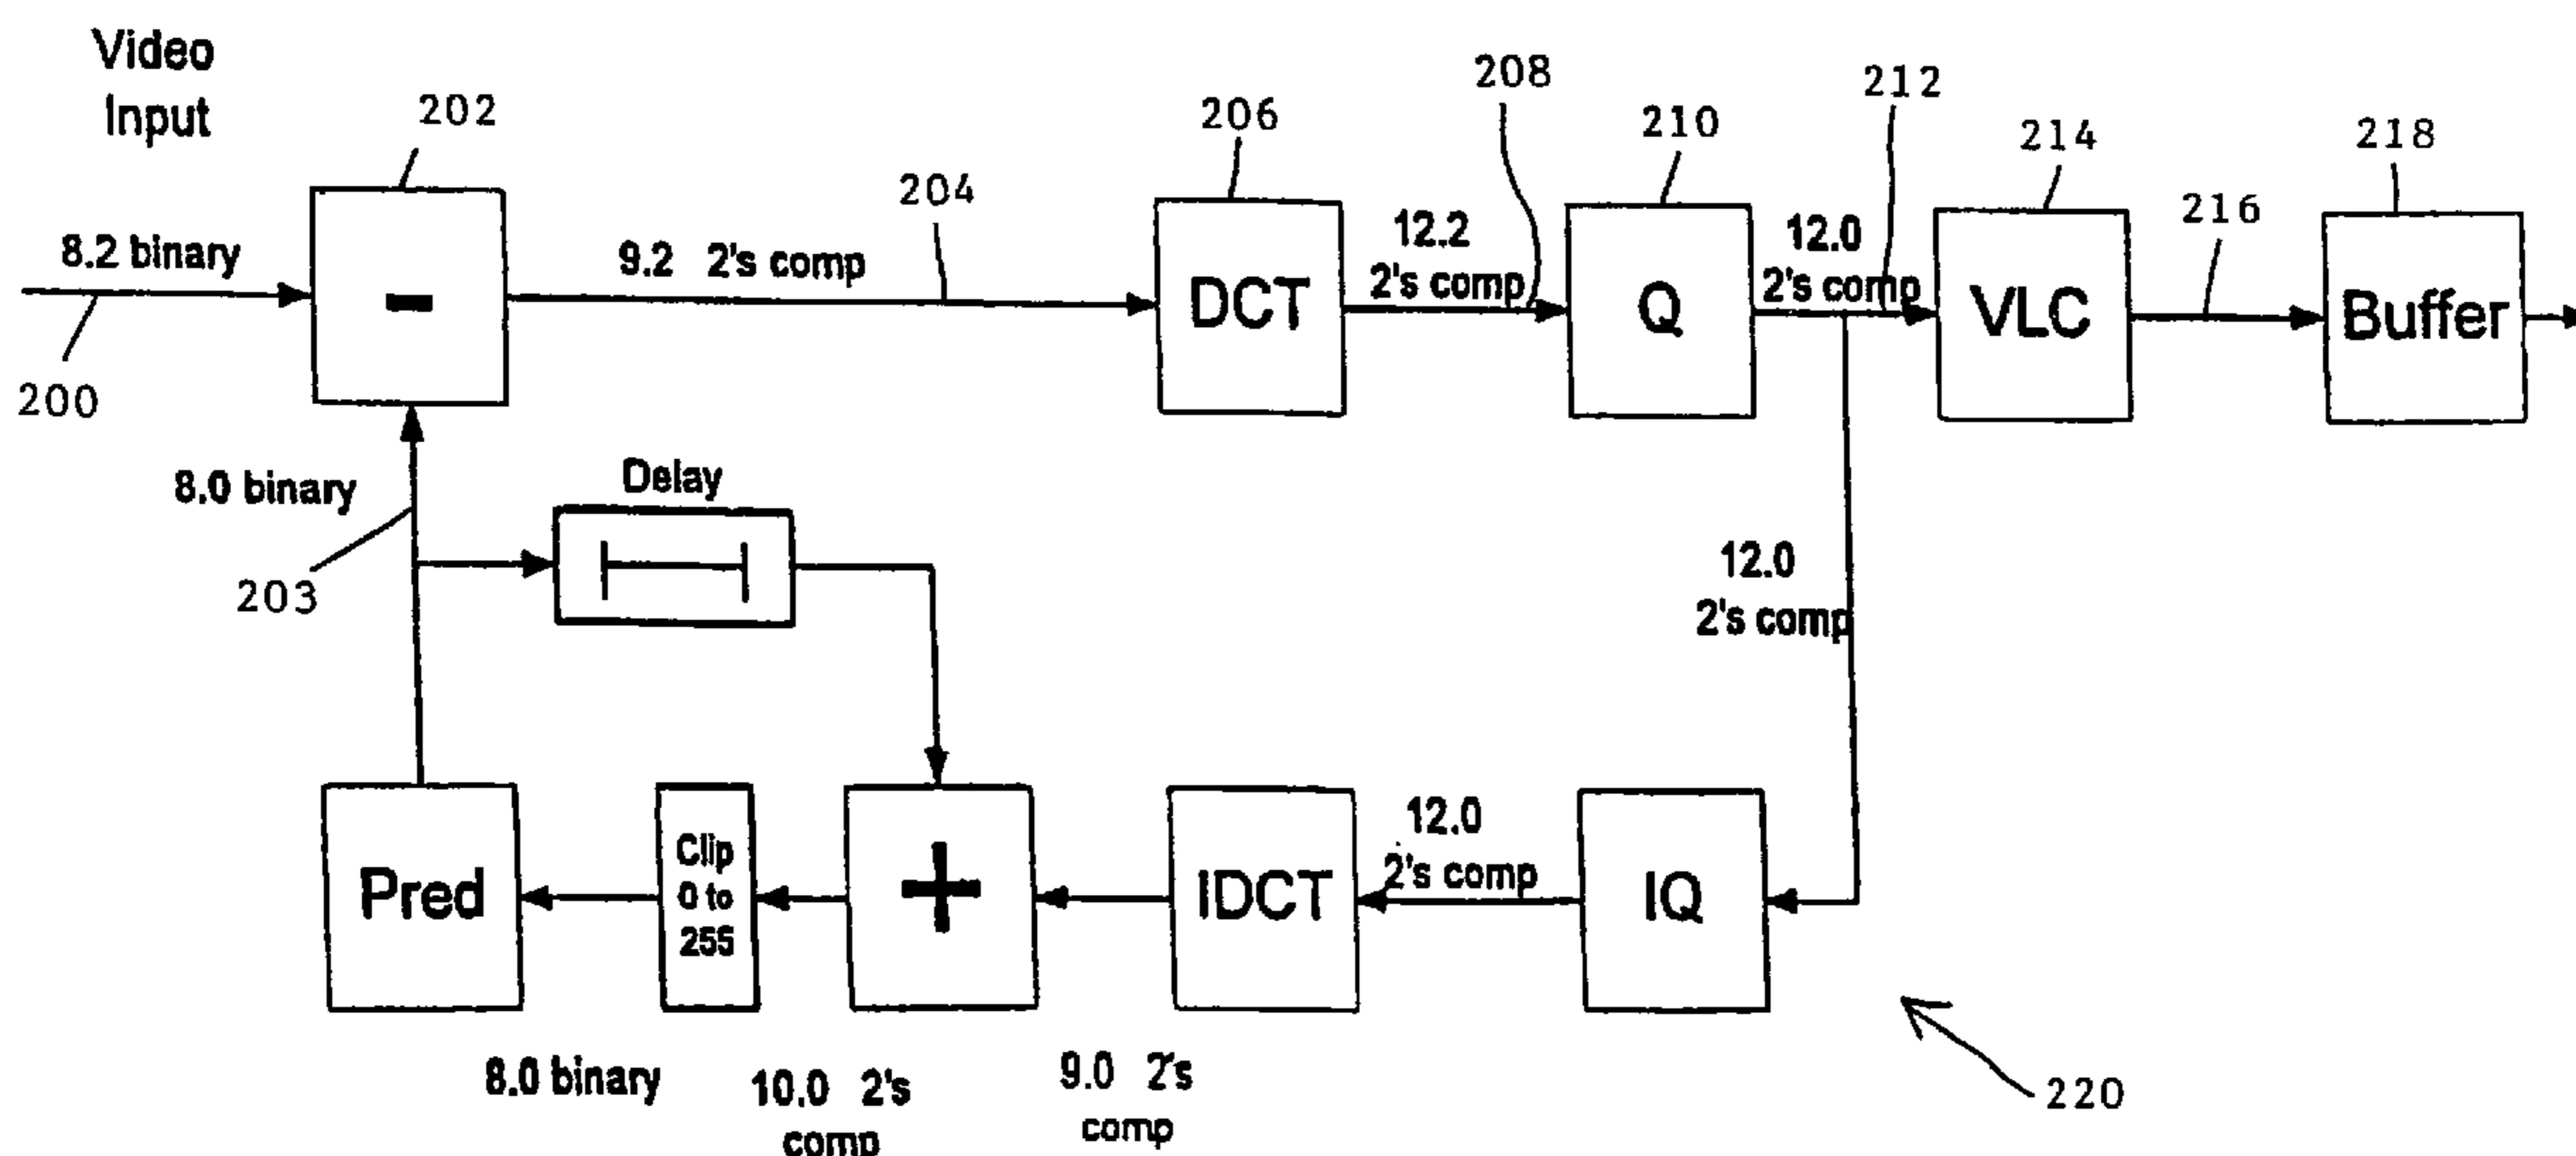 Video
Input
202
204
206
208
210
212
214
216
218
8.2 binary
9.2 2's comp
12.2
2's comp
12.0
2's comp
-
DCT
Q
VLC
Buffer
200
8.0 binary
203
Delay
12.0
2's comp
Pred
Clip
0 to
255
+
IDCT
12.0
2's comp
IQ
8.0 binary
10.0 2's
comp
9.0 2's
comp
220